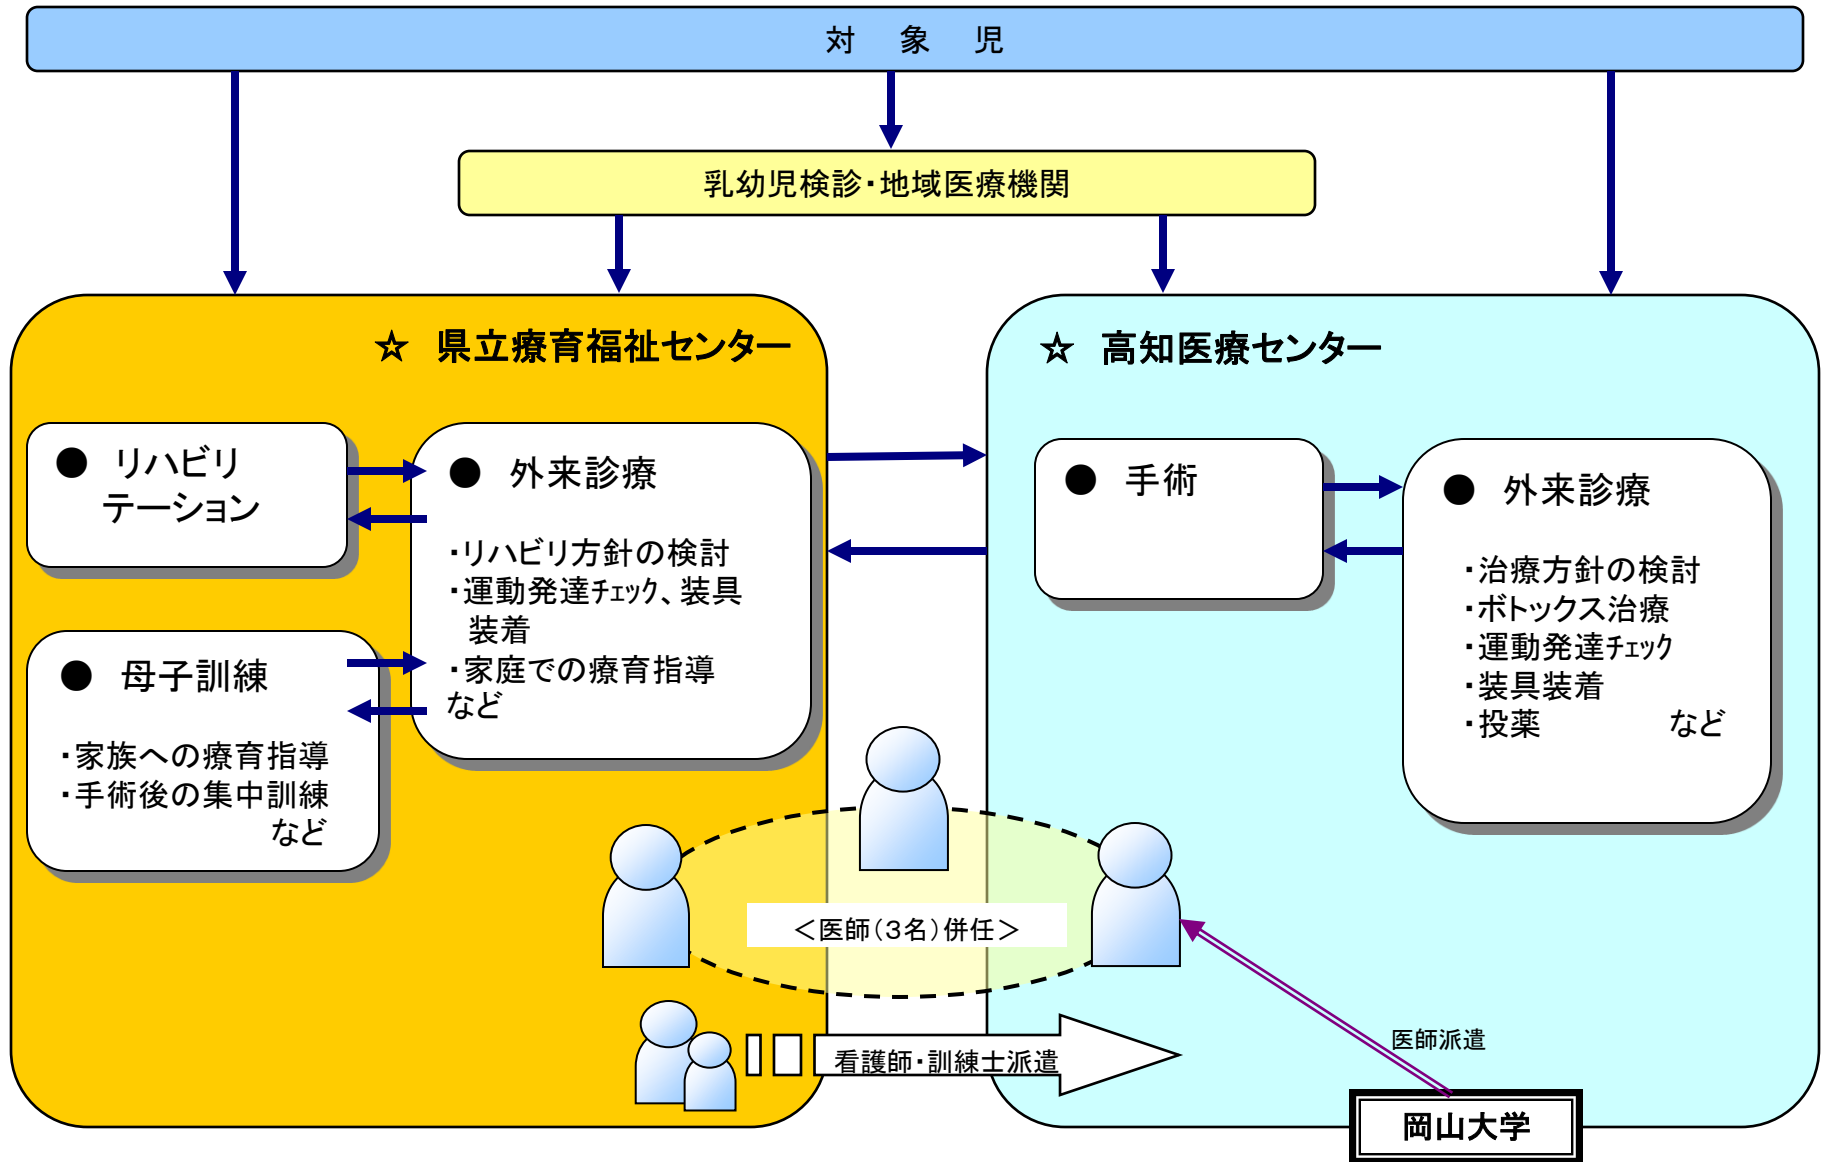 対　象　児
乳幼児検診・地域医療機関
☆　県立療育福祉センター
●　リハビリ
テーション
●　外来診療
・リハビリ方針の検討
・運動発達ﾁｪｯｸ、装具
装着
・家庭での療育指導
など
●　母子訓練
・家族への療育指導
・手術後の集中訓練
など
☆　高知医療センター
●　手術
●　外来診療
・治療方針の検討
・ボトックス治療
・運動発達ﾁｪｯｸ
・装具装着
・投薬　　　　など
＜医師（３名）併任＞
看護師・訓練士派遣
医師派遣
岡山大学